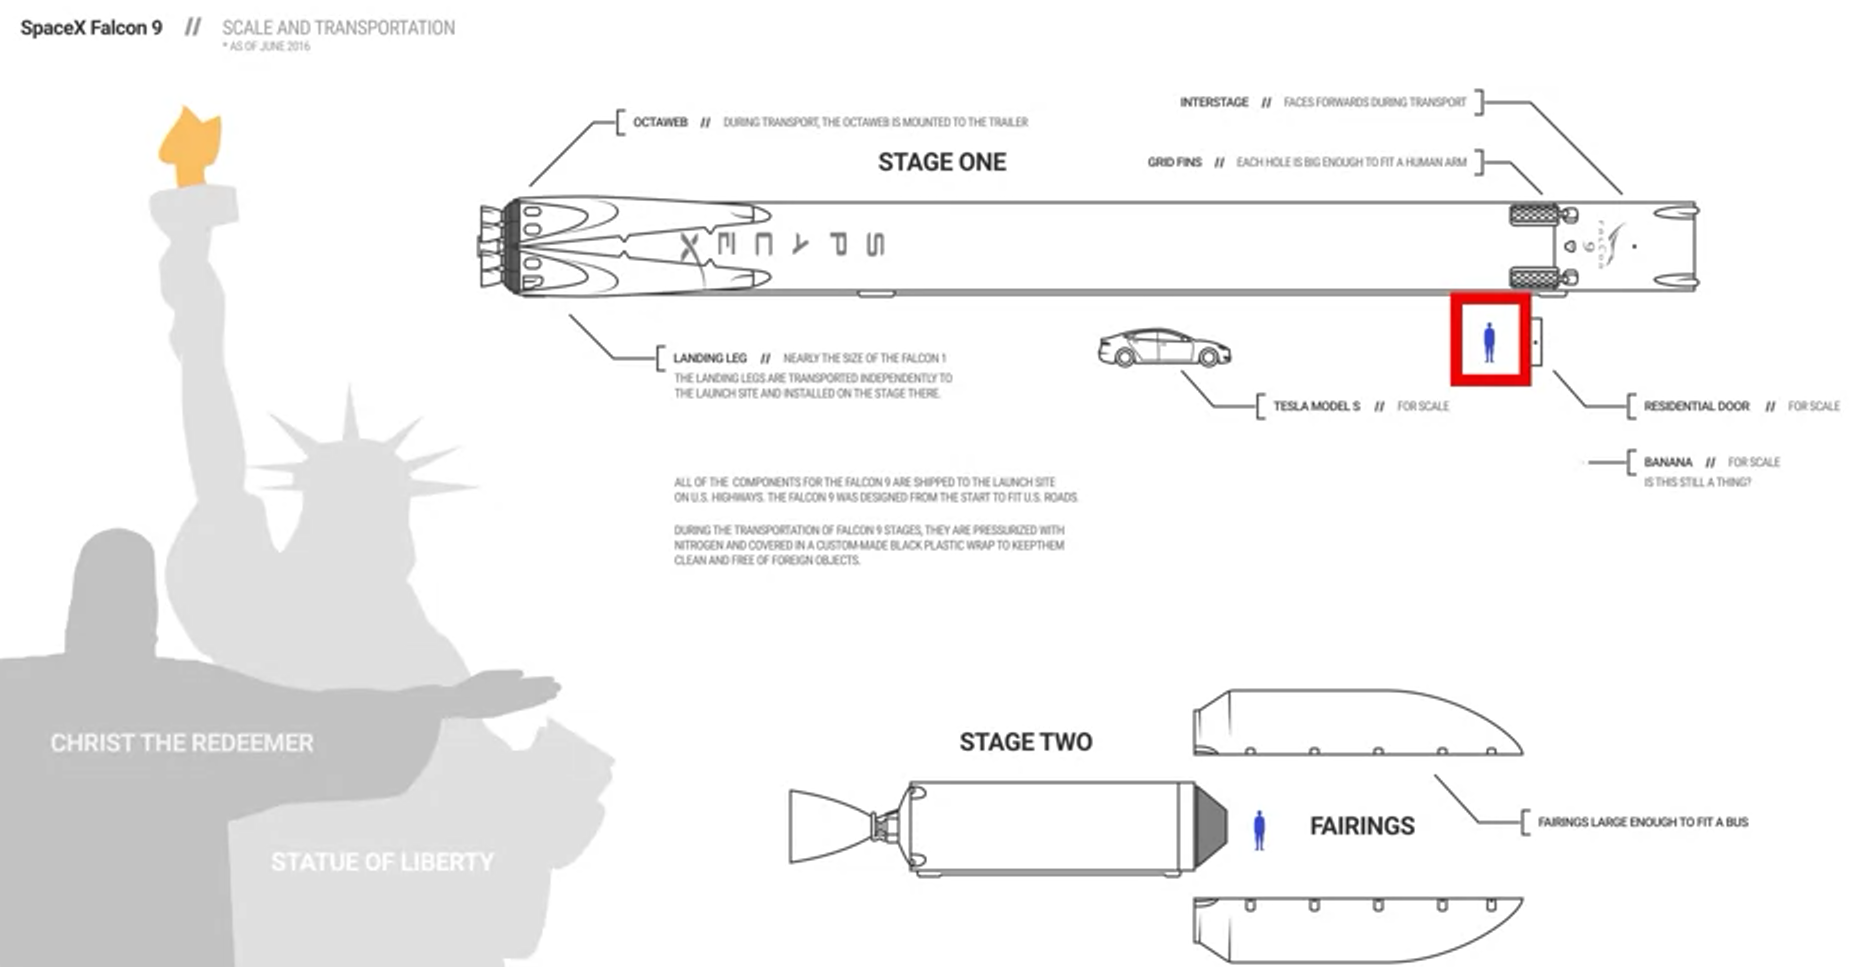 SpaceX Falcon 9 // SCALE AND TRANSPORTATION
* AS OF JUNE 2016
INTERSTAGE // FACES FORWARDS DURING TRANSPORT
OCTAWEB // DURING TRANSPORT, THE OCTAWEB IS MOUNTED TO THE TRAILER
STAGE ONE
GRID FINS // EACH HOLE IS BIG ENOUGH TO FIT A HUMAN ARM
SPACEX
FALCON 9
LANDING LEG // NEARLY THE SIZE OF THE FALCON 1
THE LANDING LEGS ARE TRANSPORTED INDEPENDENTLY TO
THE LAUNCH SITE AND INSTALLED ON THE STAGE THERE.
TESLA MODEL S // FOR SCALE
RESIDENTIAL DOOR // FOR SCALE
BANANA // FOR SCALE
IS THIS STILL A THING?
ALL OF THE COMPONENTS FOR THE FALCON 9 ARE SHIPPED TO THE LAUNCH SITE
ON U.S. HIGHWAYS. THE FALCON 9 WAS DESIGNED FROM THE START TO FIT U.S. ROADS.
DURING THE TRANSPORTATION OF FALCON 9 STAGES, THEY ARE PRESSURIZED WITH
NITROGEN AND COVERED IN A CUSTOM-MADE BLACK PLASTIC WRAP TO KEEPTHEM
CLEAN AND FREE OF FOREIGN OBJECTS.
CHRIST THE REDEEMER
STATUE OF LIBERTY
STAGE TWO
FAIRINGS
FAIRINGS LARGE ENOUGH TO FIT A BUS